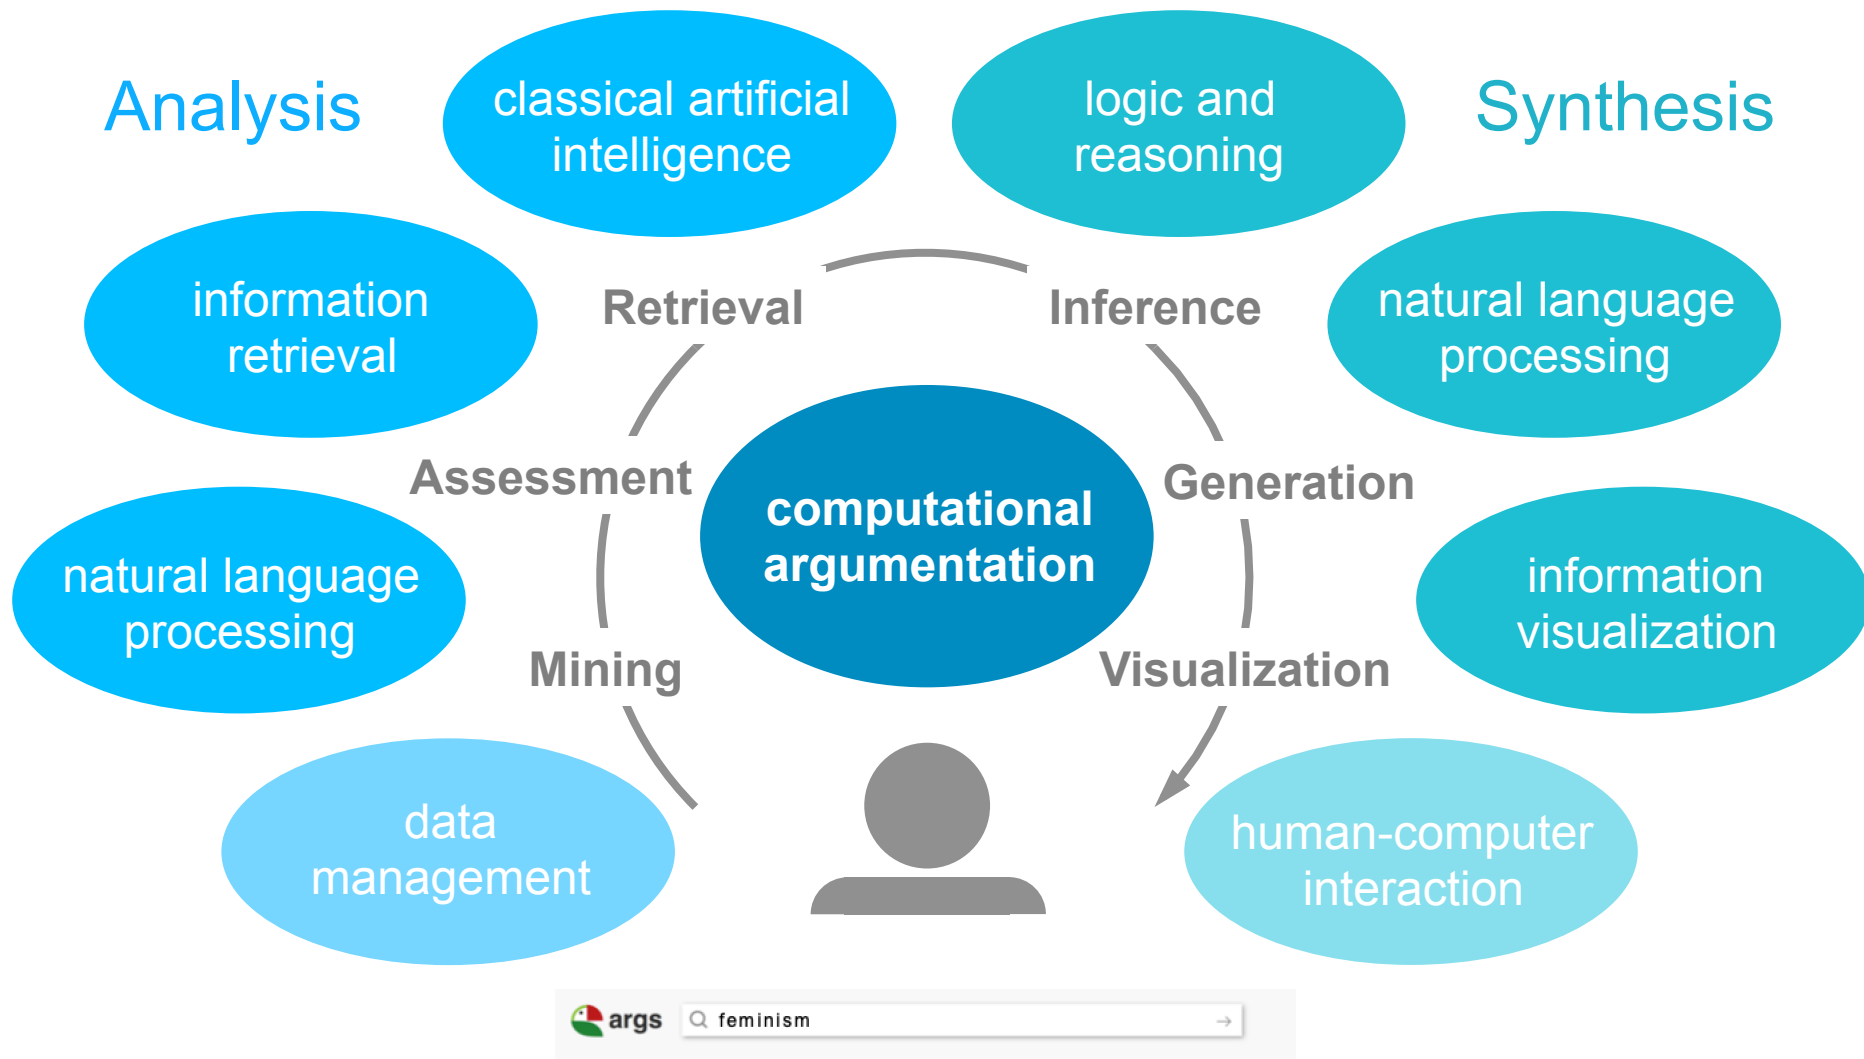 Analysis
classical artificial
intelligence
logic and
reasoning
Synthesis
information
retrieval
Retrieval
Inference
natural language
processing
Assessment
computational
argumentation
Generation
natural language
processing
Mining
Visualization
information
visualization
data
management
human-computer
interaction
args
feminism